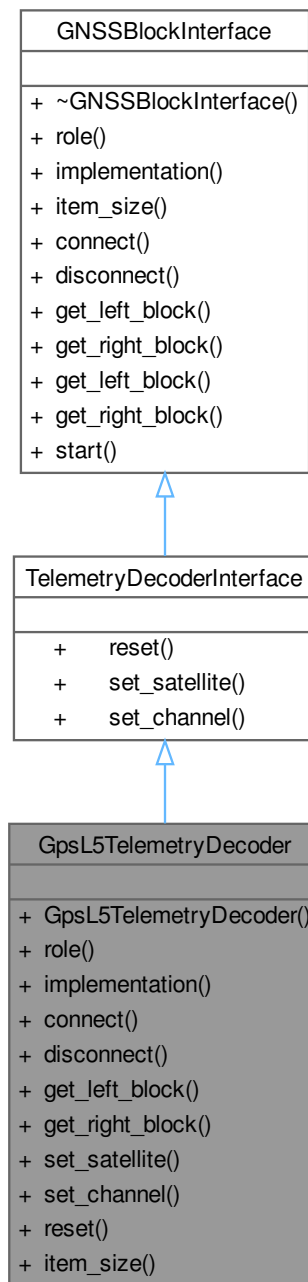 GNSSBlockInterface
+ ~GNSSBlockInterface()
+ role()
+ implementation()
+ item_size()
+ connect()
+ disconnect()
+ get_left_block()
+ get_right_block()
+ get_left_block()
+ get_right_block()
+ start()
TelemetryDecoderInterface
+ reset()
+ set_satellite()
+ set_channel()
GpsL5TelemetryDecoder
+ GpsL5TelemetryDecoder()
+ role()
+ implementation()
+ connect()
+ disconnect()
+ get_left_block()
+ get_right_block()
+ set_satellite()
+ set_channel()
+ reset()
+ item_size()